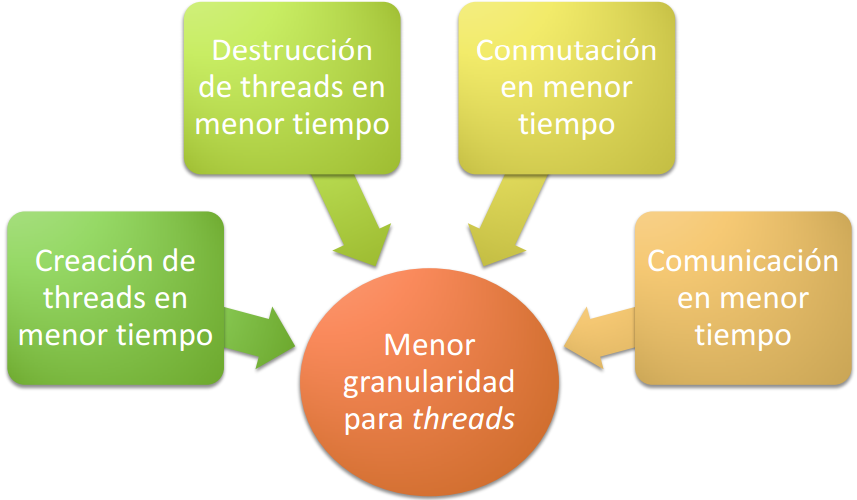 Destrucción
de threads en
menor tiempo
Conmutación
en menor
tiempo
Creación de
threads en
menor tiempo
Comunicación
en menor
tiempo
Menor
granularidad
para threads